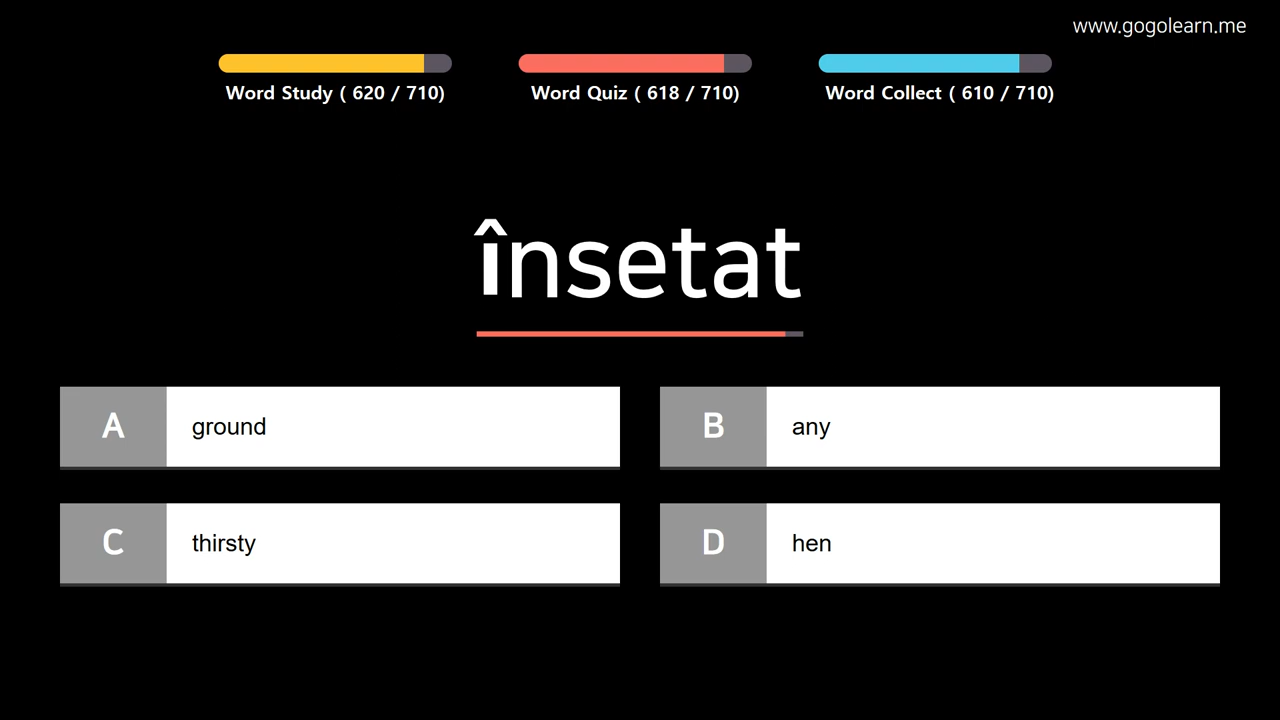 www.gogolearn.me
Word Study ( 620 / 710)
Word Quiz ( 618 / 710)
Word Collect ( 610 / 710)
însetat
A ground
B any
C thirsty
D hen